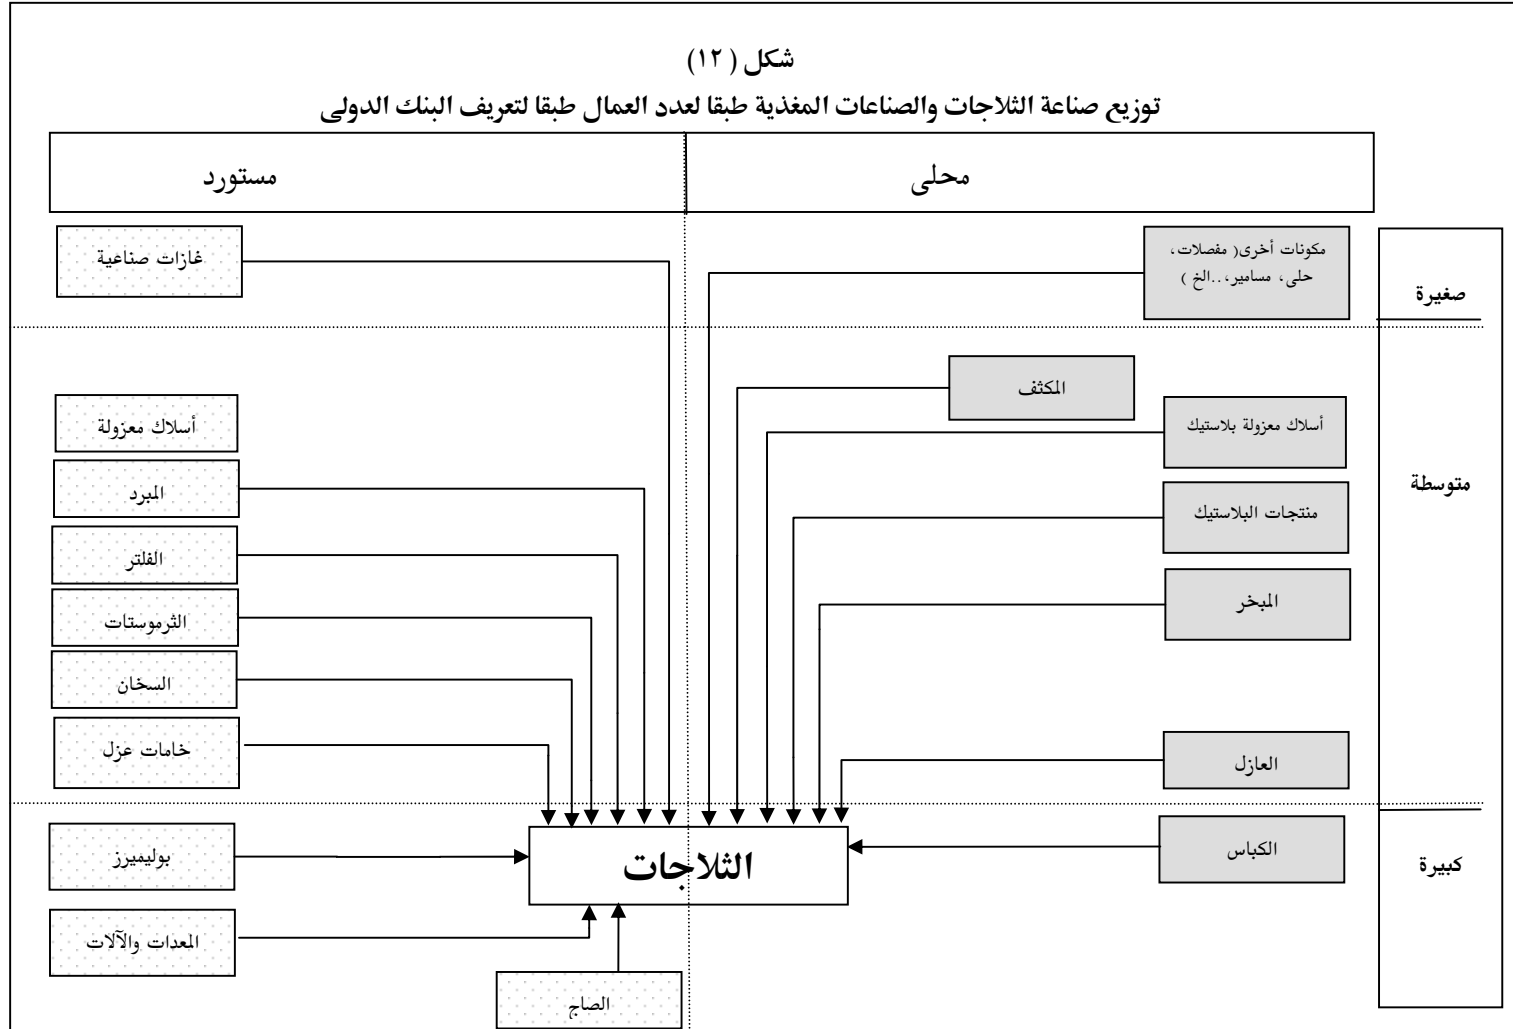 شكل ( ١٢)
توزيع صناعة الثلاجات والصناعات المغذية طبقا لعدد العمال طبقا لتعريف البنك الدولى
محلى
مستورد
صغيرة
مكونات أخرى( مفصلات،
حلى، مسامير،..الخ )
غازات صناعية
متوسطة
المكثف
أسلاك معزولة بلاستيك
منتجات البلاستيك
المبخر
العازل
أسلاك معزولة
المبرد
الفلتر
الثرموستات
السخان
خامات عزل
كبيرة
الكباس
الثلاجات
بوليميرز
المعدات والآلات
الصاج